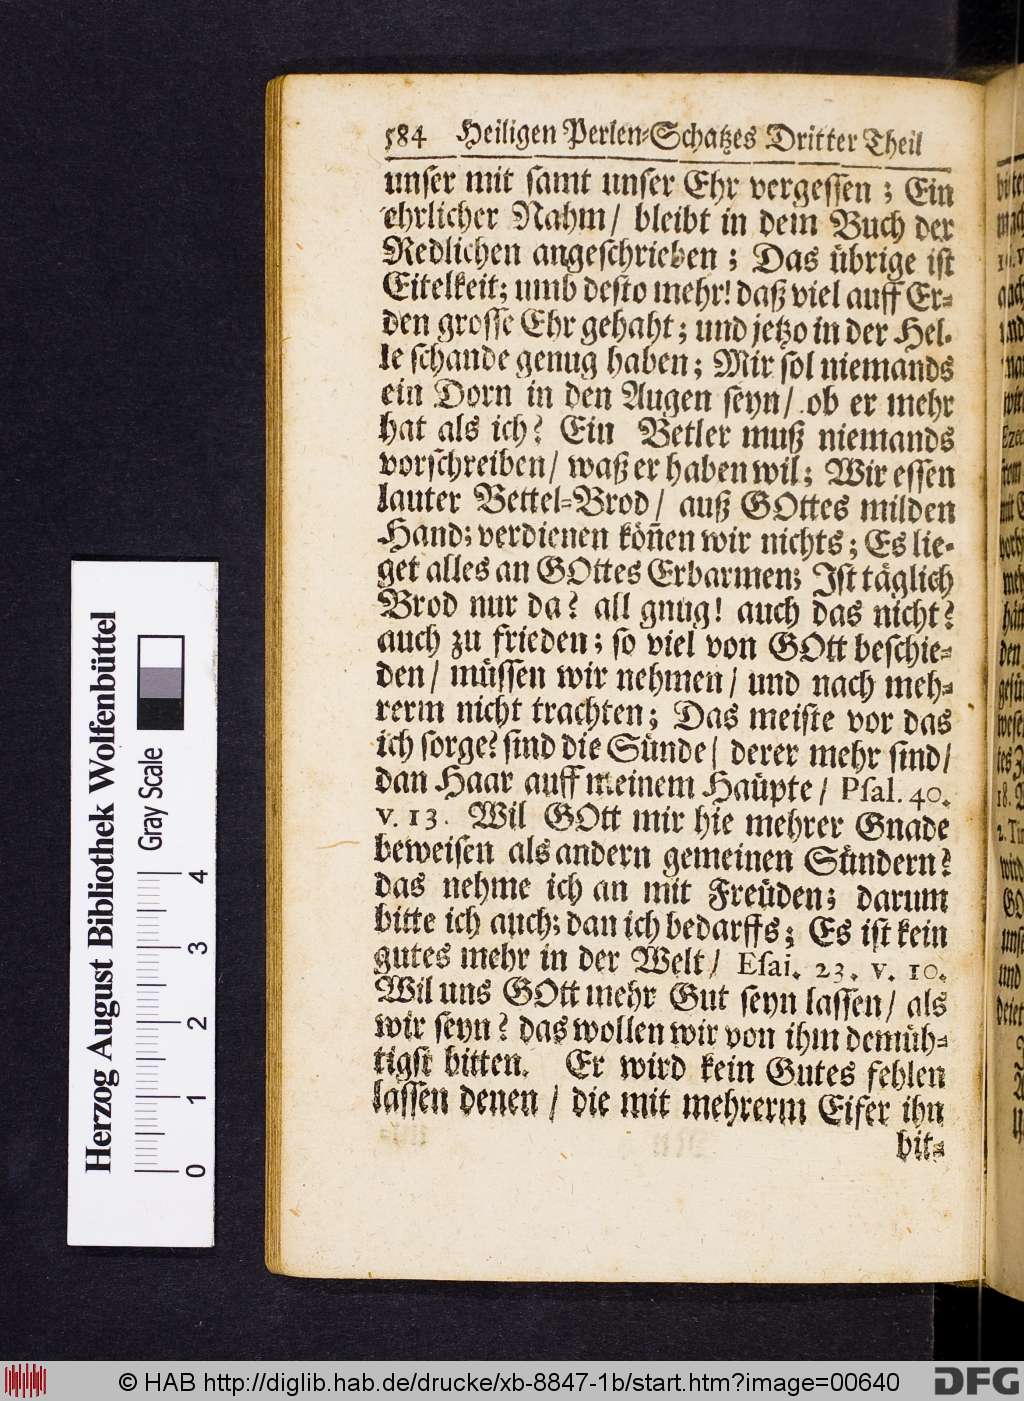 584 Heiligen Perlen-Schatzes Dritter Theil
unser mit samt unser Ehr vergessen; Ein
ehrlicher Nahm/ bleibt in dem Buch der
Redlichen angeschrieben; Das übrige ist
Eitelkeit; umb desto mehr! daß viel auff Er-
den grosse Ehr gehaht; und jetzo in der Hel-
le schande genug haben; Mir sol niemands
ein Dorn in den Augen seyn/ ob er mehr
hat als ich? Ein Betler muß niemands
vorschreiben/ waß er haben wil; Wir essen
lauter Bettel-Brod/ auß GOttes milden
Hand; verdienen köñen wir nichts; Es lie-
get alles an GOttes Erbarmen; Ist täglich
Brod nur da? all gnug! auch das nicht?
auch zu frieden; so viel von GOtt beschie-
den/ müssen wir nehmen/ und nach meh-
rerm nicht trachten; Das meiste vor das
ich sorge? sind die Sünde/ derer mehr sind/
dan Haar auff meinem Haüpte/ Psal. 40.
v. 13. Wil GOtt mir hie mehrer Gnade
beweisen als andern gemeinen Sündern?
das nehme ich an mit Freüden; darum
bitte ich auch; dan ich bedarffs; Es ist kein
gutes mehr in der Welt/ Esai. 23. v. 10.
Wil uns GOtt mehr Gut seyn lassen/ als
wir seyn? das wollen wir von ihm demüh-
tigst bitten. Er wird kein Gutes fehlen
lassen denen/ die mit mehrerm Eifer ihn
bit-
Herzog August Bibliothek Wolfenbüttel
Gray Scale
0 1 2 3 4
© HAB http://diglib.hab.de/drucke/xb-8847-1b/start.htm?image=00640
DFG